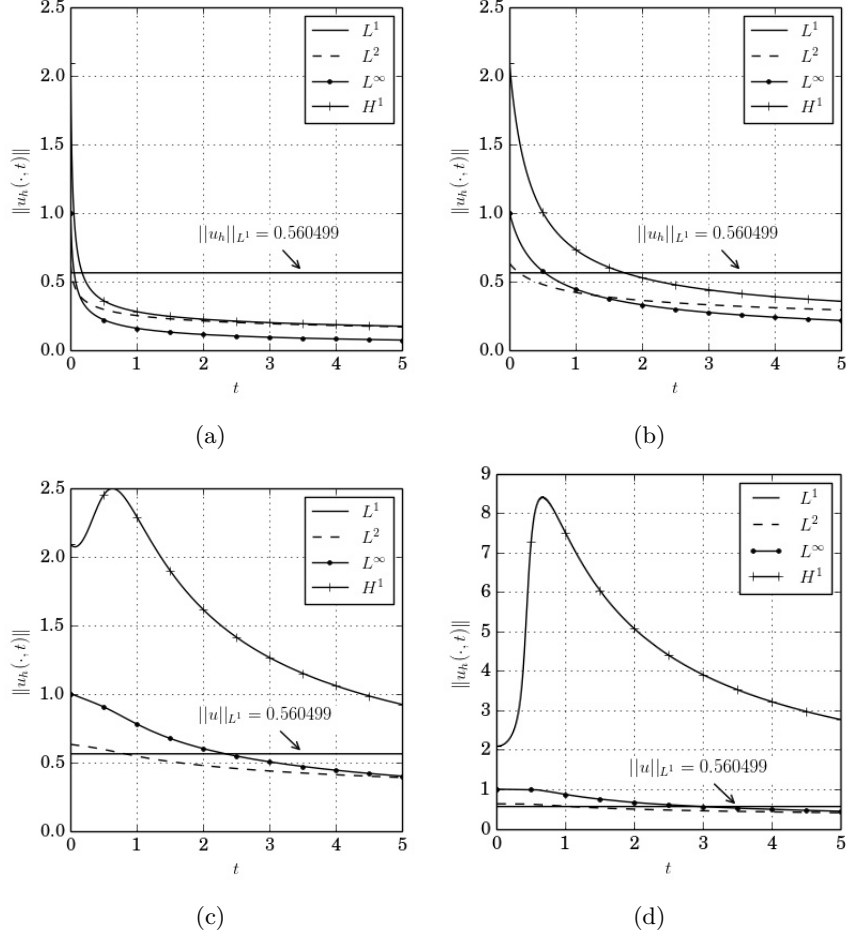 2.5
2.0
1.5
1.0
0.5
0.0
0 1 2 3 4 5
‖u_h(·, t)‖
t
L^1
L^2
L^∞
H^1
||u_h||_{L^1} = 0.560499
(a)
2.5
2.0
1.5
1.0
0.5
0.0
0 1 2 3 4 5
‖u_h(·, t)‖
t
L^1
L^2
L^∞
H^1
||u_h||_{L^1} = 0.560499
(b)
2.5
2.0
1.5
1.0
0.5
0.0
0 1 2 3 4 5
‖u_h(·, t)‖
t
L^1
L^2
L^∞
H^1
||u||_{L^1} = 0.560499
(c)
9
8
7
6
5
4
3
2
1
0
0 1 2 3 4 5
‖u_h(·, t)‖
t
L^1
L^2
L^∞
H^1
||u||_{L^1} = 0.560499
(d)